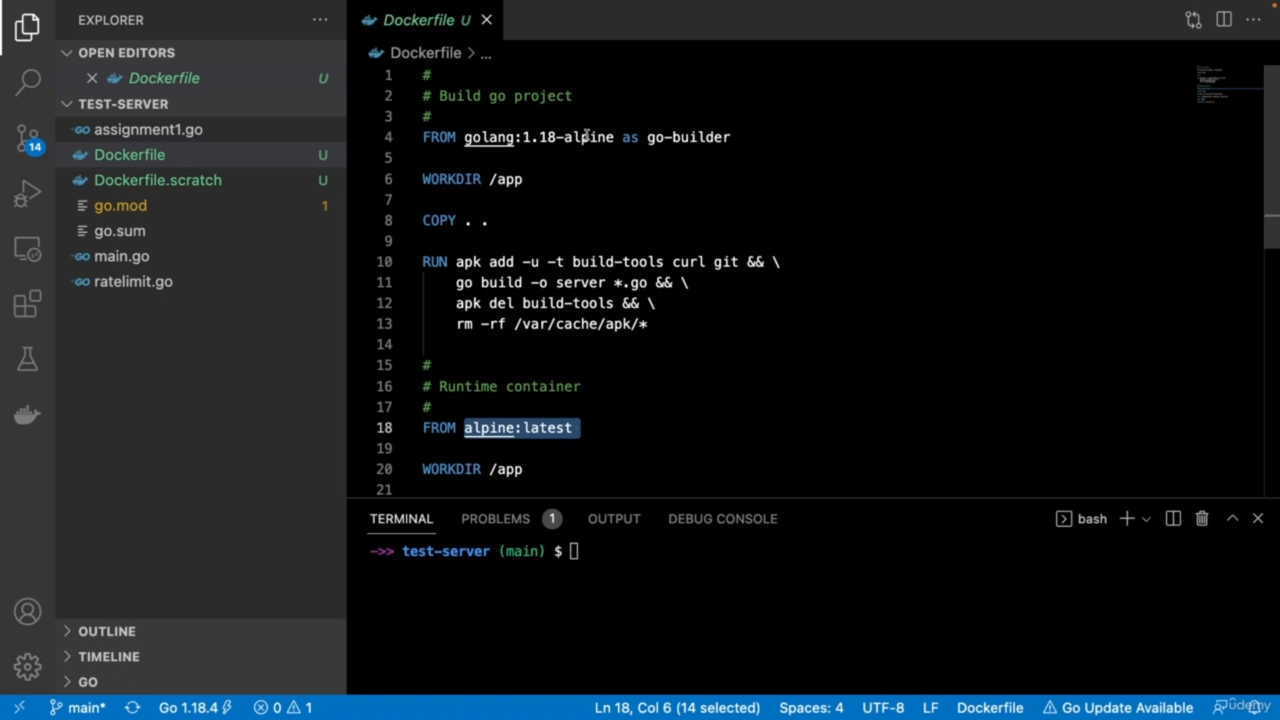 EXPLORER
OPEN EDITORS
Dockerfile U
TEST-SERVER
assignment1.go
Dockerfile U
Dockerfile.scratch U
go.mod 1
go.sum
main.go
ratelimit.go
14
OUTLINE
TIMELINE
GO
Dockerfile U
Dockerfile > ...
1 #
2 # Build go project
3 #
4 FROM golang:1.18-alpine as go-builder
5
6 WORKDIR /app
7
8 COPY . .
9
10 RUN apk add -u -t build-tools curl git && \
11 go build -o server *.go && \
12 apk del build-tools && \
13 rm -rf /var/cache/apk/*
14
15 #
16 # Runtime container
17 #
18 FROM alpine:latest
19
20 WORKDIR /app
21
TERMINAL PROBLEMS 1 OUTPUT DEBUG CONSOLE bash
->> test-server (main) $
main* Go 1.18.4 0 1 Ln 18, Col 6 (14 selected) Spaces: 4 UTF-8 LF Dockerfile Go Update Available
Udemy